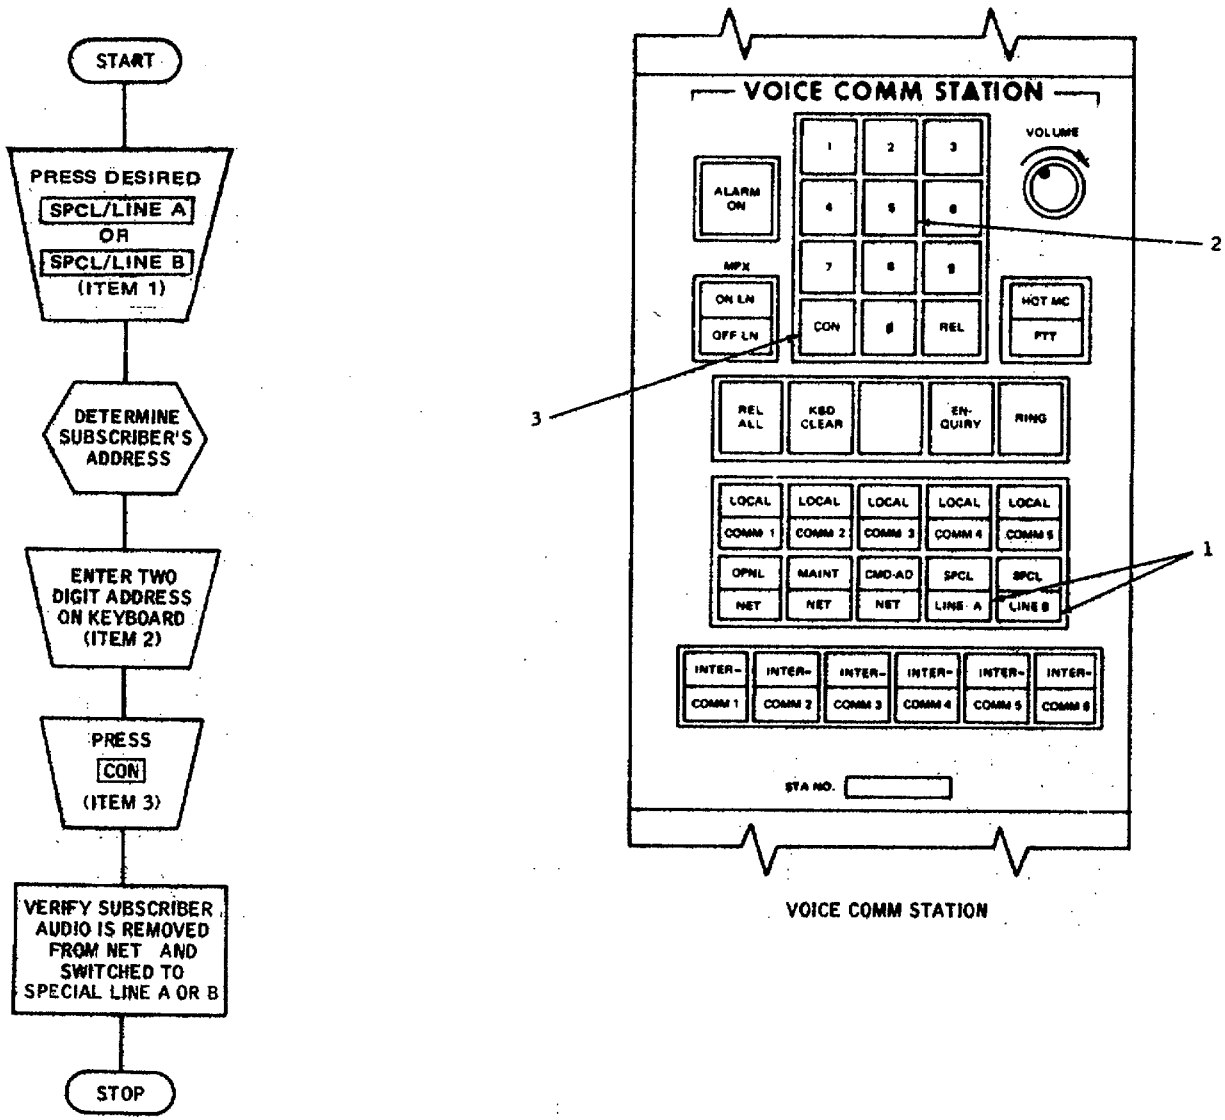 START
PRESS DESIRED
SPCL/LINE A
OR
SPCL/LINE B
(ITEM 1)
DETERMINE
SUBSCRIBER'S
ADDRESS
ENTER TWO
DIGIT ADDRESS
ON KEYBOARD
(ITEM 2)
PRESS
CON
(ITEM 3)
VERIFY SUBSCRIBER
AUDIO IS REMOVED
FROM NET AND
SWITCHED TO
SPECIAL LINE A OR B
STOP
VOICE COMM STATION
ALARM
ON
1 2 3
4 5 6
7 8 9
CON 0 REL
VOLUME
MPX
ON LN
OFF LN
HOT MC
PTT
2
3
REL
ALL
KBD
CLEAR
EN-
QUIRY
RING
LOCAL LOCAL LOCAL LOCAL LOCAL
COMM 1 COMM 2 COMM 3 COMM 4 COMM 5
1
OPNL MAINT CMD-AD SPCL SPCL
NET NET NET LINE A LINE B
INTER- INTER- INTER- INTER- INTER- INTER-
COMM 1 COMM 2 COMM 3 COMM 4 COMM 5 COMM 6
STA NO.
VOICE COMM STATION